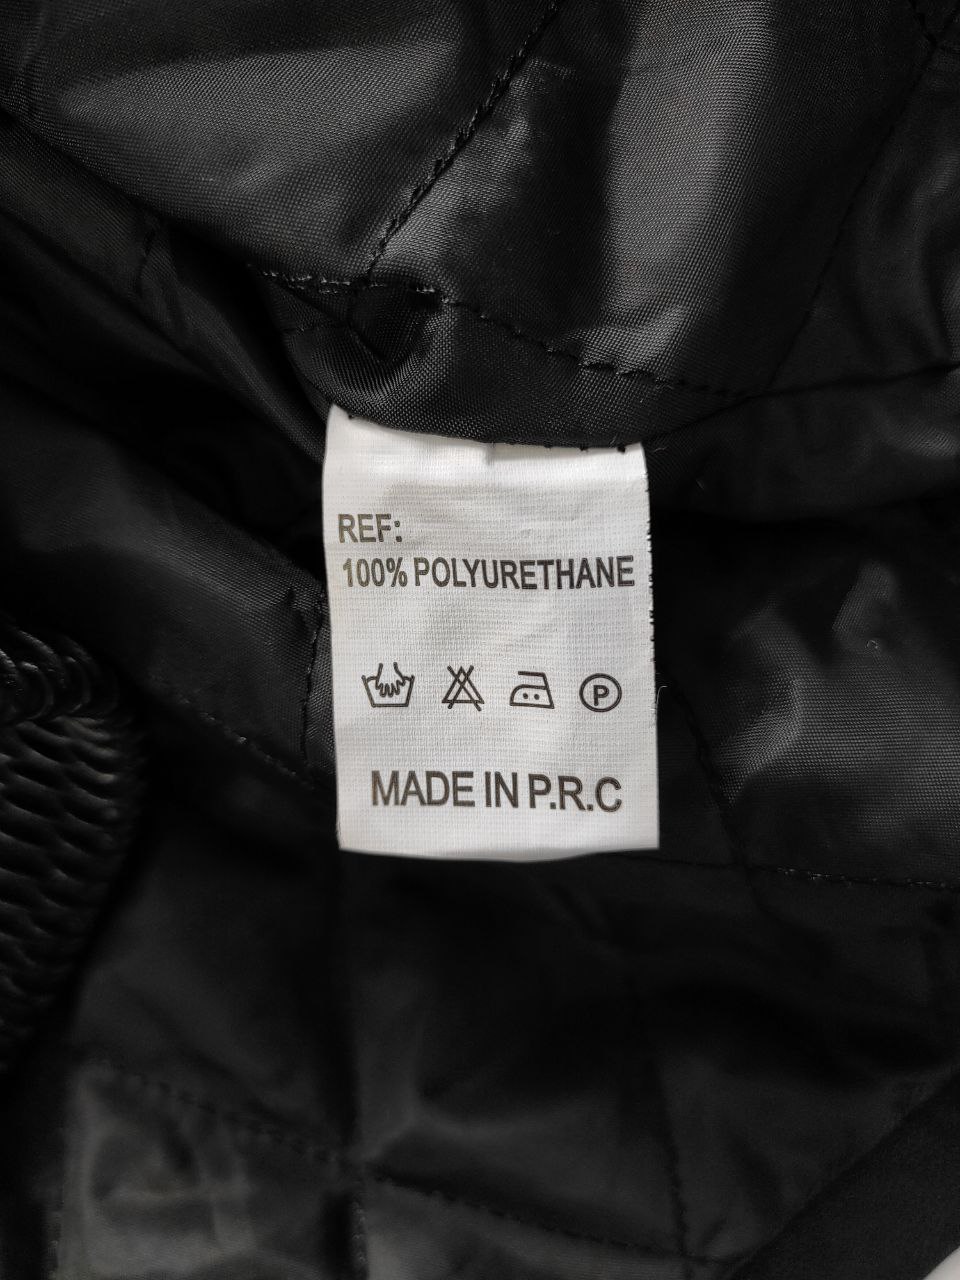 REF:
100% POLYURETHANE
P
MADE IN P.R.C